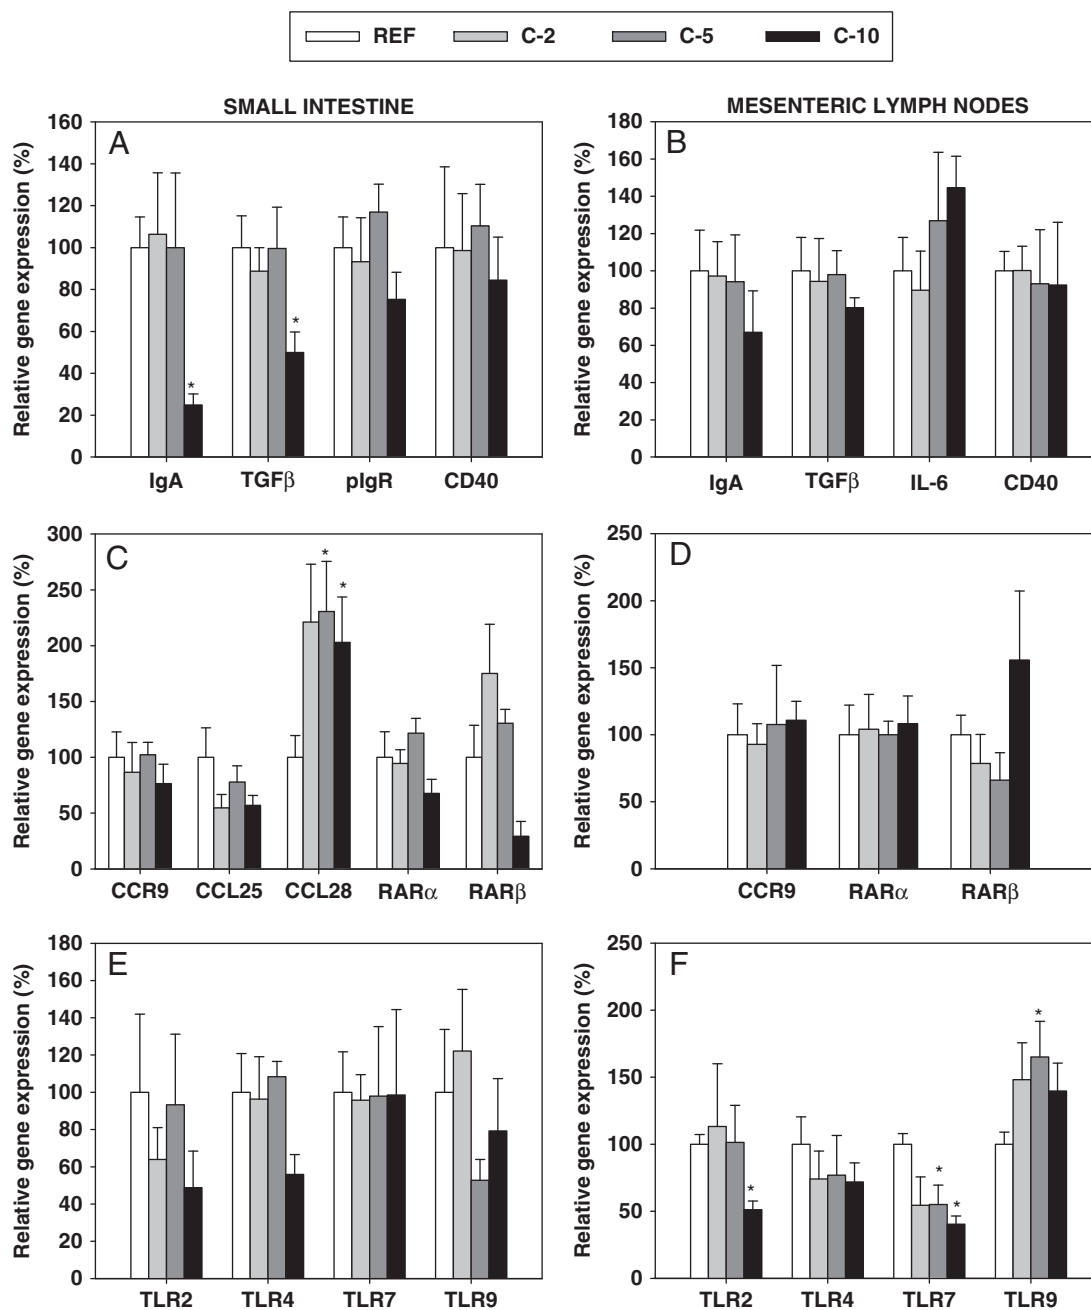 REF C-2 C-5 C-10
SMALL INTESTINE
MESENTERIC LYMPH NODES
A
Relative gene expression (%)
160
140
120
100
80
60
40
20
0
* *
IgA TGFβ pIgR CD40
B
Relative gene expression (%)
180
160
140
120
100
80
60
40
20
0
IgA TGFβ IL-6 CD40
C
Relative gene expression (%)
300
250
200
150
100
50
0
* *
CCR9 CCL25 CCL28 RARα RARβ
D
Relative gene expression (%)
250
200
150
100
50
0
CCR9 RARα RARβ
E
Relative gene expression (%)
180
160
140
120
100
80
60
40
20
0
TLR2 TLR4 TLR7 TLR9
F
Relative gene expression (%)
250
200
150
100
50
0
* * * *
TLR2 TLR4 TLR7 TLR9